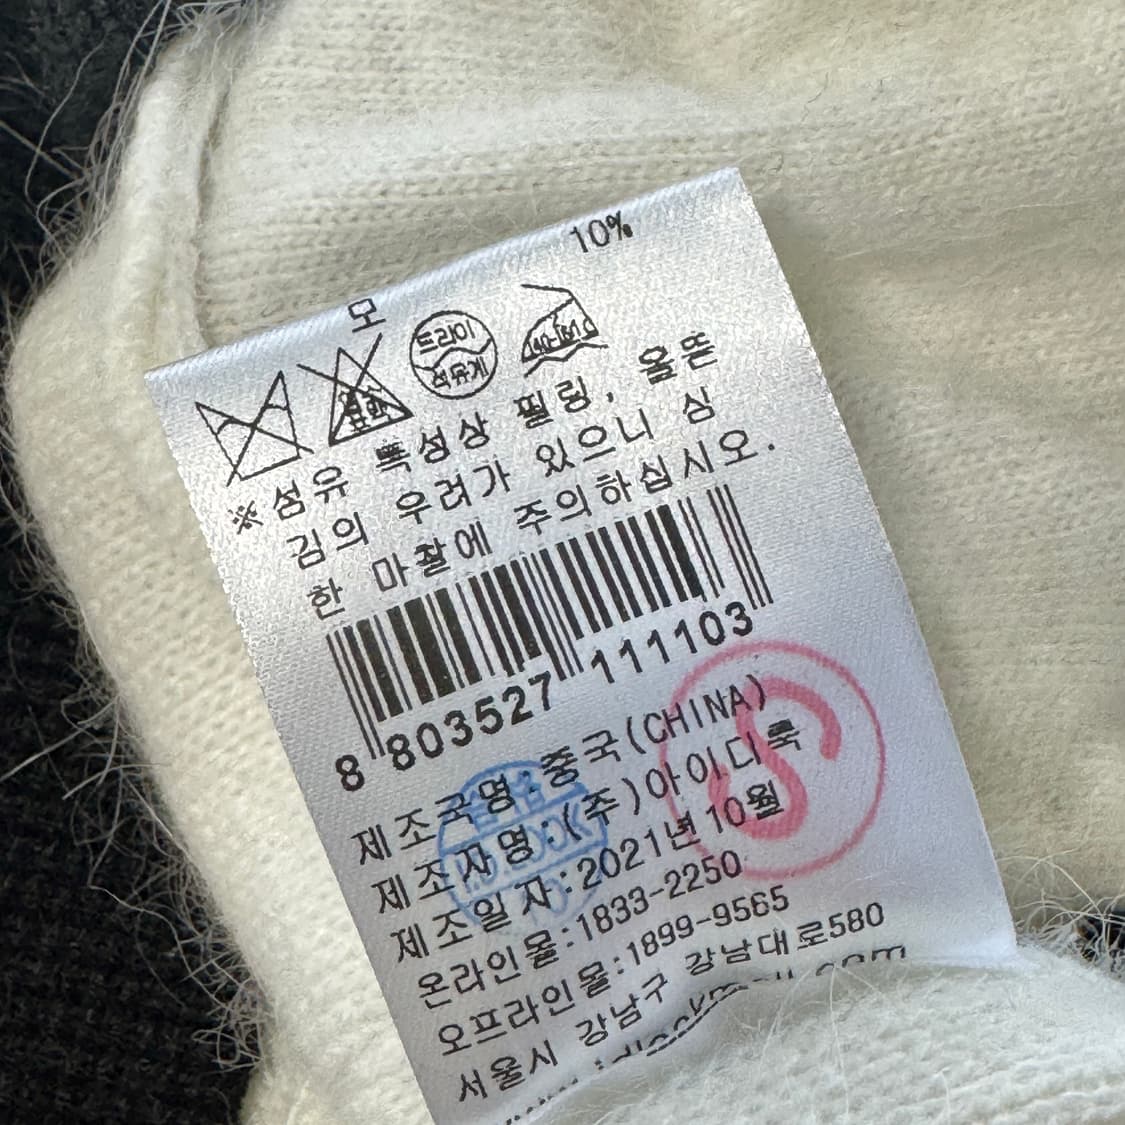 모 10%
드라이
석유계
염소
140~160℃
※섬유 특성상 필링, 올뜯
김의 우려가 있으니 심
한 마찰에 주의하십시오.
8 803527 111103
제조국명:중국(CHINA)
제조자명:(주)아이디룩
제조일자:2021년10월
온라인몰:1833-2250
오프라인몰:1899-9565
서울시 강남구 강남대로580